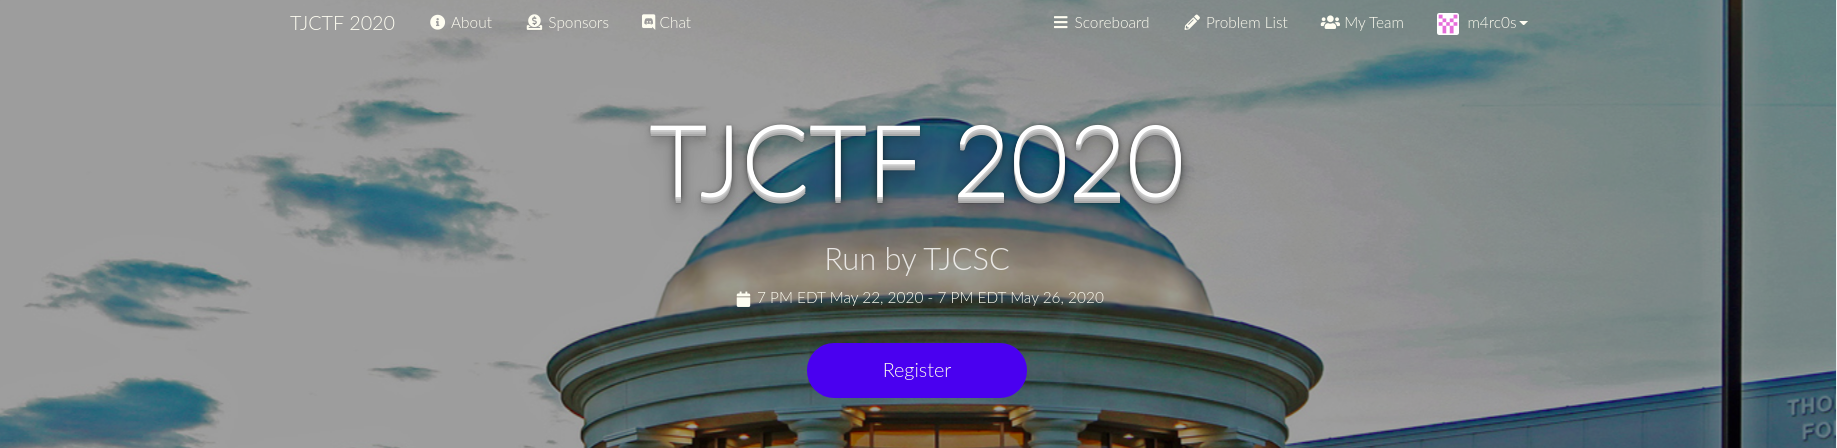 TJCTF 2020 About Sponsors Chat Scoreboard Problem List My Team m4rc0s
TJCTF 2020
Run by TJCSC
7 PM EDT May 22, 2020 - 7 PM EDT May 26, 2020
Register
THO
FO